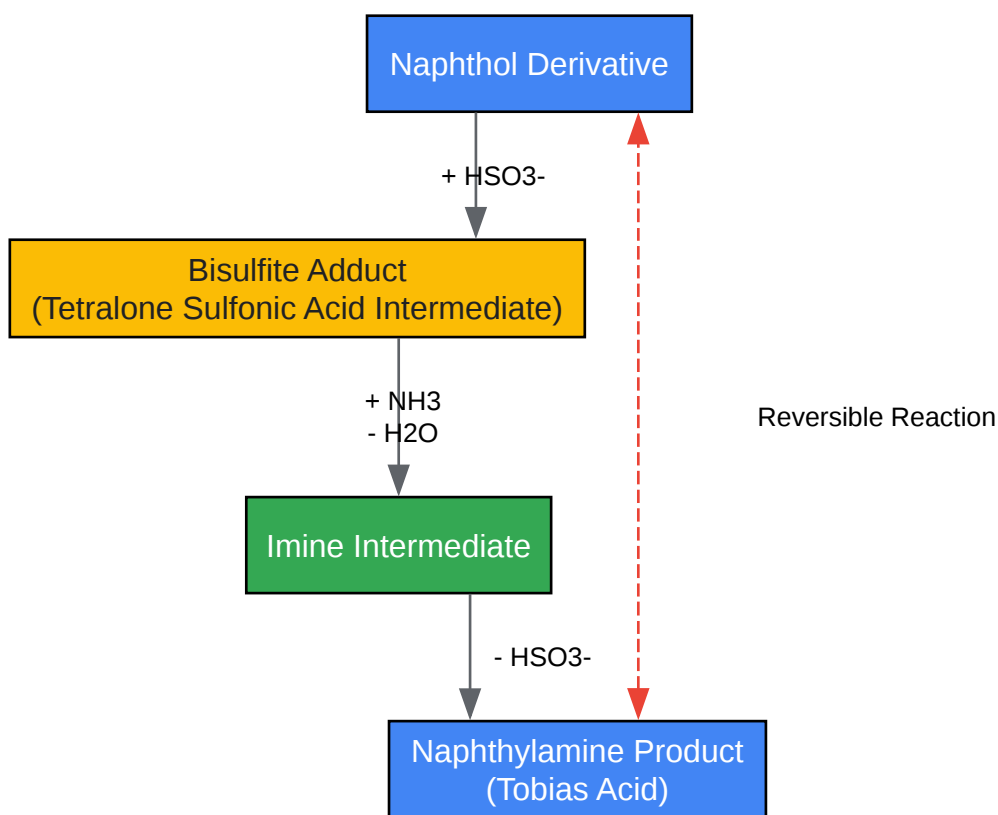 Naphthol Derivative
+ HSO3-
Bisulfite Adduct
(Tetralone Sulfonic Acid Intermediate)
+ NH3
- H2O
Reversible Reaction
Imine Intermediate
- HSO3-
Naphthylamine Product
(Tobias Acid)